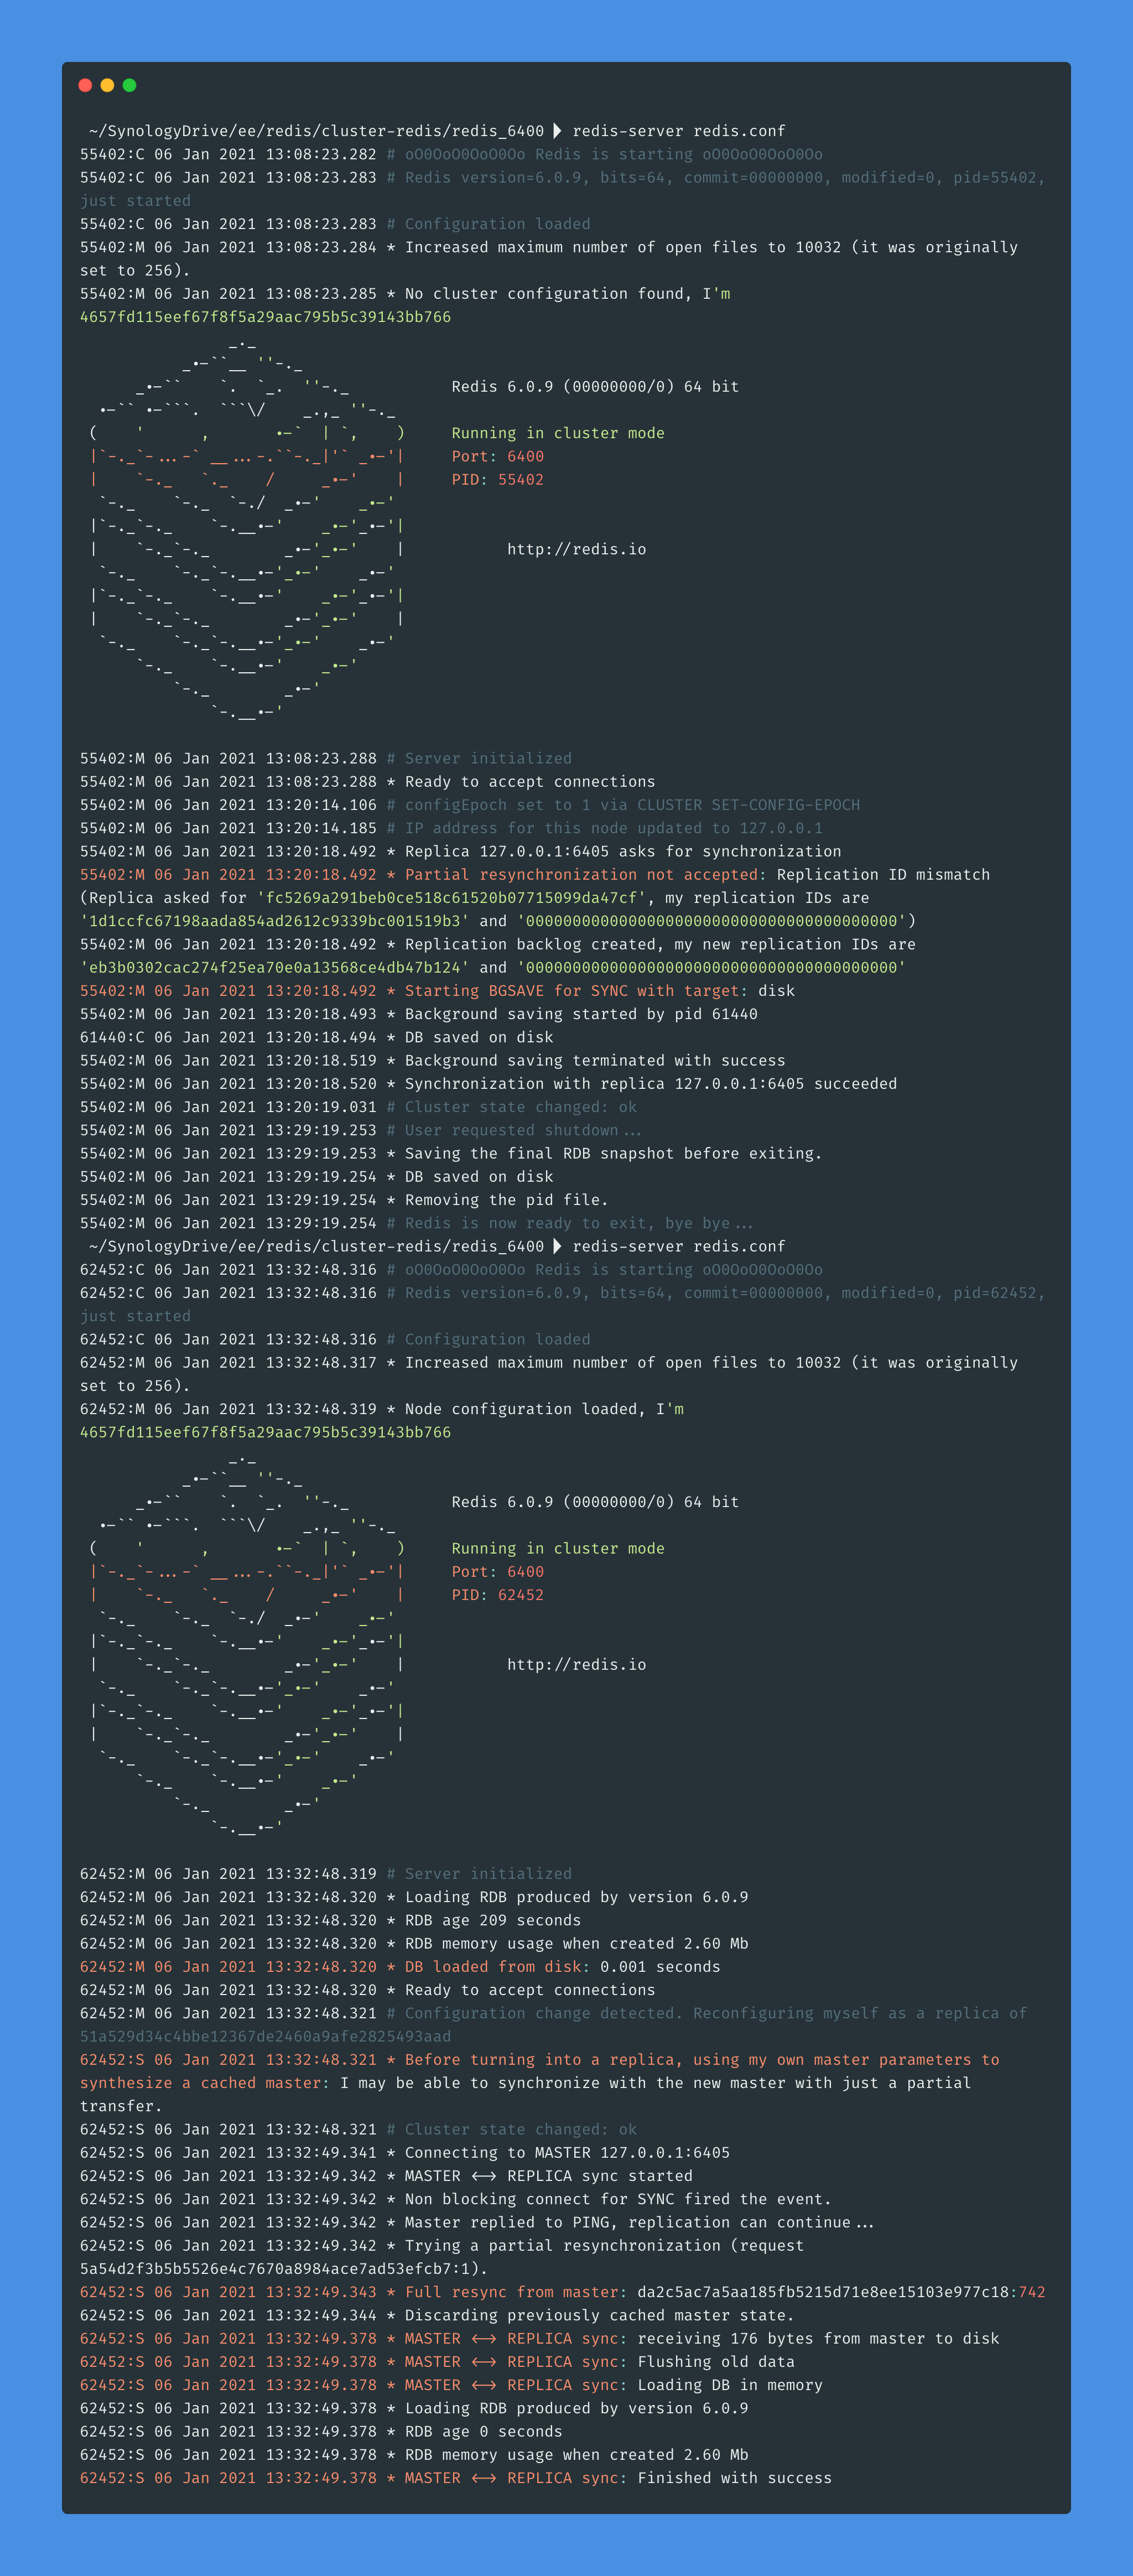 ~/SynologyDrive/ee/redis/cluster-redis/redis_6400 ⏵ redis-server redis.conf
55402:C 06 Jan 2021 13:08:23.282 # oO0OoO0OoO0Oo Redis is starting oO0OoO0OoO0Oo
55402:C 06 Jan 2021 13:08:23.283 # Redis version=6.0.9, bits=64, commit=00000000, modified=0, pid=55402,
just started
55402:C 06 Jan 2021 13:08:23.283 # Configuration loaded
55402:M 06 Jan 2021 13:08:23.284 * Increased maximum number of open files to 10032 (it was originally
set to 256).
55402:M 06 Jan 2021 13:08:23.285 * No cluster configuration found, I'm
4657fd115eef67f8f5a29aac795b5c39143bb766
Redis 6.0.9 (00000000/0) 64 bit
Running in cluster mode
Port: 6400
PID: 55402
http://redis.io
55402:M 06 Jan 2021 13:08:23.288 # Server initialized
55402:M 06 Jan 2021 13:08:23.288 * Ready to accept connections
55402:M 06 Jan 2021 13:20:14.106 # configEpoch set to 1 via CLUSTER SET-CONFIG-EPOCH
55402:M 06 Jan 2021 13:20:14.185 # IP address for this node updated to 127.0.0.1
55402:M 06 Jan 2021 13:20:18.492 * Replica 127.0.0.1:6405 asks for synchronization
55402:M 06 Jan 2021 13:20:18.492 * Partial resynchronization not accepted: Replication ID mismatch
(Replica asked for 'fc5269a291beb0ce518c61520b07715099da47cf', my replication IDs are
'1d1ccfc67198aada854ad2612c9339bc001519b3' and '0000000000000000000000000000000000000000')
55402:M 06 Jan 2021 13:20:18.492 * Replication backlog created, my new replication IDs are
'eb3b0302cac274f25ea70e0a13568ce4db47b124' and '0000000000000000000000000000000000000000'
55402:M 06 Jan 2021 13:20:18.492 * Starting BGSAVE for SYNC with target: disk
55402:M 06 Jan 2021 13:20:18.493 * Background saving started by pid 61440
61440:C 06 Jan 2021 13:20:18.494 * DB saved on disk
55402:M 06 Jan 2021 13:20:18.519 * Background saving terminated with success
55402:M 06 Jan 2021 13:20:18.520 * Synchronization with replica 127.0.0.1:6405 succeeded
55402:M 06 Jan 2021 13:20:19.031 # Cluster state changed: ok
55402:M 06 Jan 2021 13:29:19.253 # User requested shutdown...
55402:M 06 Jan 2021 13:29:19.253 * Saving the final RDB snapshot before exiting.
55402:M 06 Jan 2021 13:29:19.254 * DB saved on disk
55402:M 06 Jan 2021 13:29:19.254 * Removing the pid file.
55402:M 06 Jan 2021 13:29:19.254 # Redis is now ready to exit, bye bye...
~/SynologyDrive/ee/redis/cluster-redis/redis_6400 ⏵ redis-server redis.conf
62452:C 06 Jan 2021 13:32:48.316 # oO0OoO0OoO0Oo Redis is starting oO0OoO0OoO0Oo
62452:C 06 Jan 2021 13:32:48.316 # Redis version=6.0.9, bits=64, commit=00000000, modified=0, pid=62452,
just started
62452:C 06 Jan 2021 13:32:48.316 # Configuration loaded
62452:M 06 Jan 2021 13:32:48.317 * Increased maximum number of open files to 10032 (it was originally
set to 256).
62452:M 06 Jan 2021 13:32:48.319 * Node configuration loaded, I'm
4657fd115eef67f8f5a29aac795b5c39143bb766
Redis 6.0.9 (00000000/0) 64 bit
Running in cluster mode
Port: 6400
PID: 62452
http://redis.io
62452:M 06 Jan 2021 13:32:48.319 # Server initialized
62452:M 06 Jan 2021 13:32:48.320 * Loading RDB produced by version 6.0.9
62452:M 06 Jan 2021 13:32:48.320 * RDB age 209 seconds
62452:M 06 Jan 2021 13:32:48.320 * RDB memory usage when created 2.60 Mb
62452:M 06 Jan 2021 13:32:48.320 * DB loaded from disk: 0.001 seconds
62452:M 06 Jan 2021 13:32:48.320 * Ready to accept connections
62452:M 06 Jan 2021 13:32:48.321 # Configuration change detected. Reconfiguring myself as a replica of
51a529d34c4bbe12367de2460a9afe2825493aad
62452:S 06 Jan 2021 13:32:48.321 * Before turning into a replica, using my own master parameters to
synthesize a cached master: I may be able to synchronize with the new master with just a partial
transfer.
62452:S 06 Jan 2021 13:32:48.321 # Cluster state changed: ok
62452:S 06 Jan 2021 13:32:49.341 * Connecting to MASTER 127.0.0.1:6405
62452:S 06 Jan 2021 13:32:49.342 * MASTER <-> REPLICA sync started
62452:S 06 Jan 2021 13:32:49.342 * Non blocking connect for SYNC fired the event.
62452:S 06 Jan 2021 13:32:49.342 * Master replied to PING, replication can continue...
62452:S 06 Jan 2021 13:32:49.342 * Trying a partial resynchronization (request
5a54d2f3b5b5526e4c7670a8984ace7ad53efcb7:1).
62452:S 06 Jan 2021 13:32:49.343 * Full resync from master: da2c5ac7a5aa185fb5215d71e8ee15103e977c18:742
62452:S 06 Jan 2021 13:32:49.344 * Discarding previously cached master state.
62452:S 06 Jan 2021 13:32:49.378 * MASTER <-> REPLICA sync: receiving 176 bytes from master to disk
62452:S 06 Jan 2021 13:32:49.378 * MASTER <-> REPLICA sync: Flushing old data
62452:S 06 Jan 2021 13:32:49.378 * MASTER <-> REPLICA sync: Loading DB in memory
62452:S 06 Jan 2021 13:32:49.378 * Loading RDB produced by version 6.0.9
62452:S 06 Jan 2021 13:32:49.378 * RDB age 0 seconds
62452:S 06 Jan 2021 13:32:49.378 * RDB memory usage when created 2.60 Mb
62452:S 06 Jan 2021 13:32:49.378 * MASTER <-> REPLICA sync: Finished with success